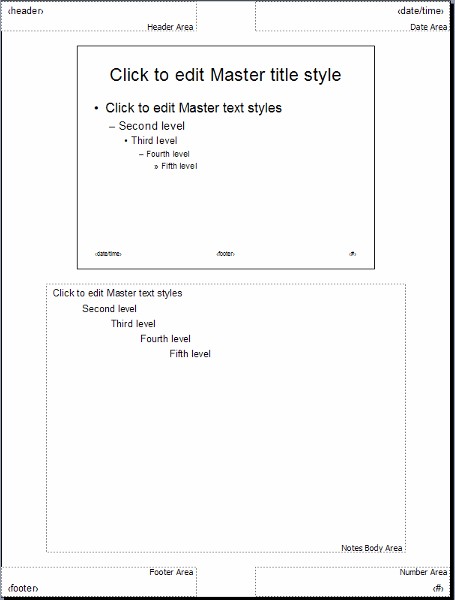 ‹header›
‹date/time›
Header Area
Date Area
Click to edit Master title style
• Click to edit Master text styles
– Second level
• Third level
– Fourth level
» Fifth level
‹date/time›
‹footer›
‹#›
Click to edit Master text styles
Second level
Third level
Fourth level
Fifth level
Notes Body Area
Footer Area
Number Area
‹footer›
‹#›